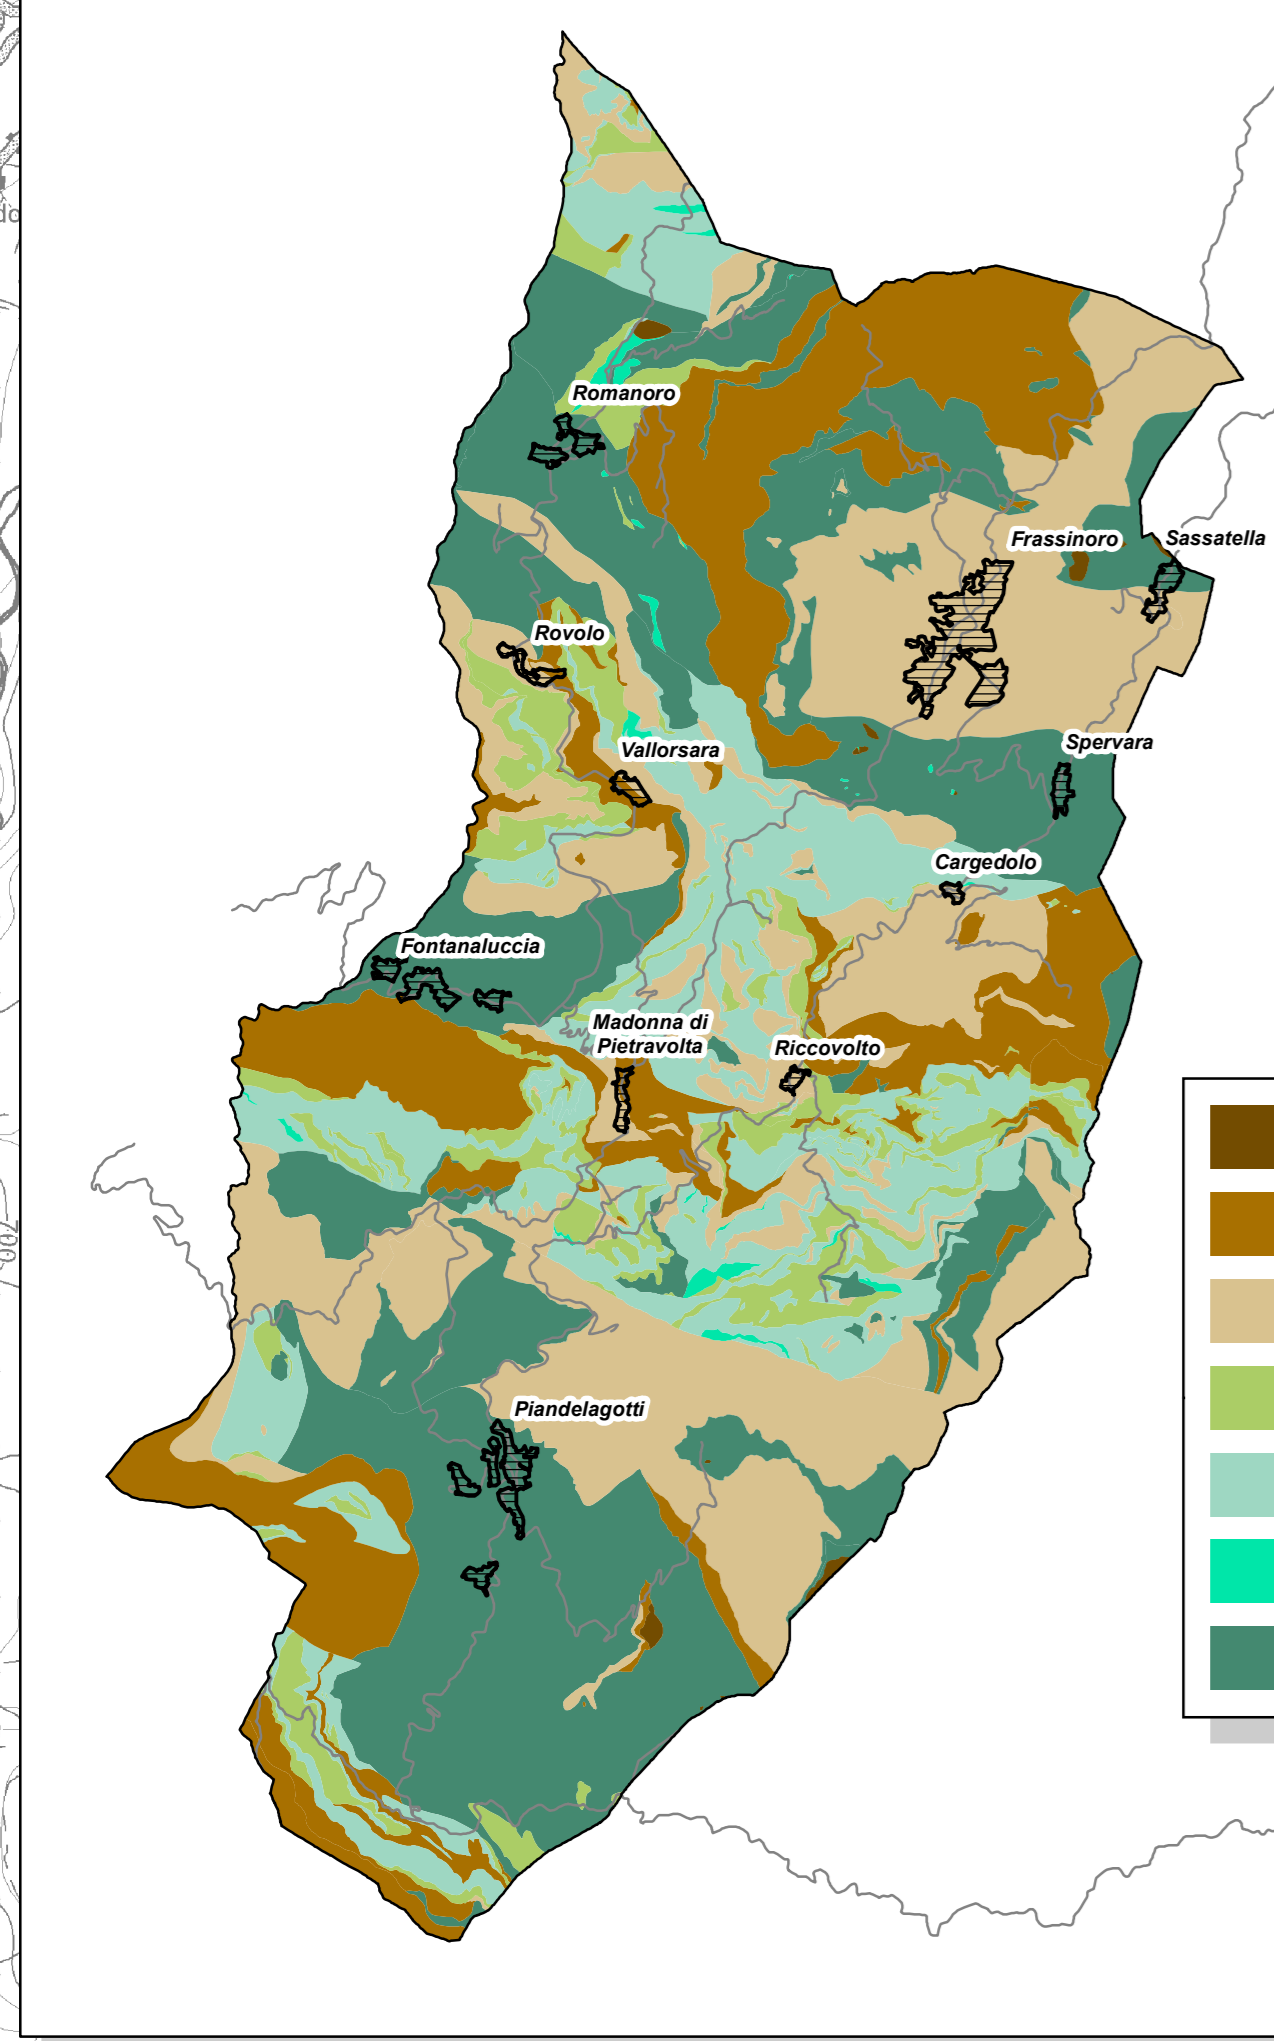 Romanoro
Frassinoro
Sassatella
Rovolo
Vallorsara
Spervara
Cargedolo
Fontanaluccia
Madonna di
Pietravolta
Riccovolto
Piandelagotti